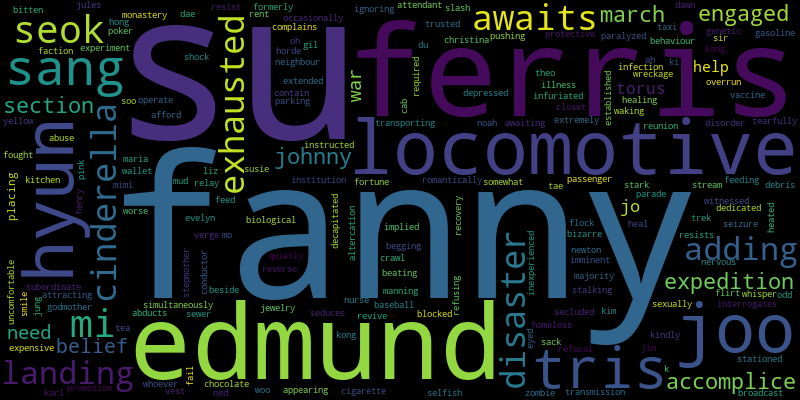 su
ferris
fanny
locomotive
edmund
hyun
joo
tris
sang
seok
mi
cinderella
exhausted
disaster
landing
awaits
march
engaged
help
torus
section
johnny
war
jo
adding
expedition
accomplice
need
belief
placing
bitten
monastery
dae
rent
formerly
occasionally
attendant
slash
jules
resist
hong
poker
complains
trusted
christina
pushing
protective
taxi
paralyzed
behaviour
sir
genetic
dawn
gasoline
faction
experiment
pulse
oh
horde
gil
neighbour
du
ah
ki
wreckage
kang
overrun
shock
extended
contain
parking
cab
required
depressed
theo
illness
infuriated
closet
established
infection
healing
waking
vaccine
soo
operate
afford
transporting
noah
awaiting
extremely
reunion
disorder
tearfully
yellow
fought
abuse
instructed
maria
wallet
liz
relay
susie
institution
fortune
romantically
somewhat
tae
passenger
stark
parade
stream
feeding
debris
kitchen
pink
henry
mimi
mud
feed
worse
evelyn
biological
decapitated
altercation
implied
begging
crawl
beating
manning
recovery
refusing
flock
bizarre
newton
imminent
majority
stalking
inexperienced
heal
trek
witnessed
dedicated
seizure
heated
resists
nervous
verge
mo
conductor
stepmother
beside
quietly
reverse
uncomfortable
smile
subordinate
jung
attracting
godmother
simultaneously
abducts
sewer
jewelry
seduces
nurse
baseball
revive
blocked
kong
tea
expensive
whoever
fail
chocolate
karl
promotion
vest
ned
woo
appearing
cigarette
selfish
eyed
homeless
sack
refusal
secluded
kim
jin
kindly
sexually
flirt
whisper
odd
interrogates
stationed
k
zombie
transmission
broadcast